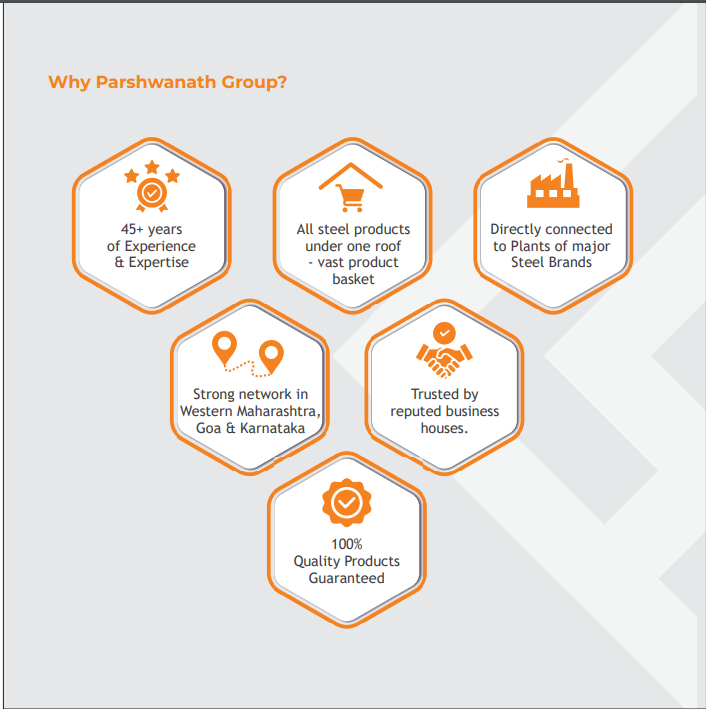 Why Parshwanath Group?
45+ years
of Experience
& Expertise
All steel products
under one roof
- vast product
basket
Directly connected
to Plants of major
Steel Brands
Strong network in
Western Maharashtra,
Goa & Karnataka
Trusted by
reputed business
houses.
100%
Quality Products
Guaranteed